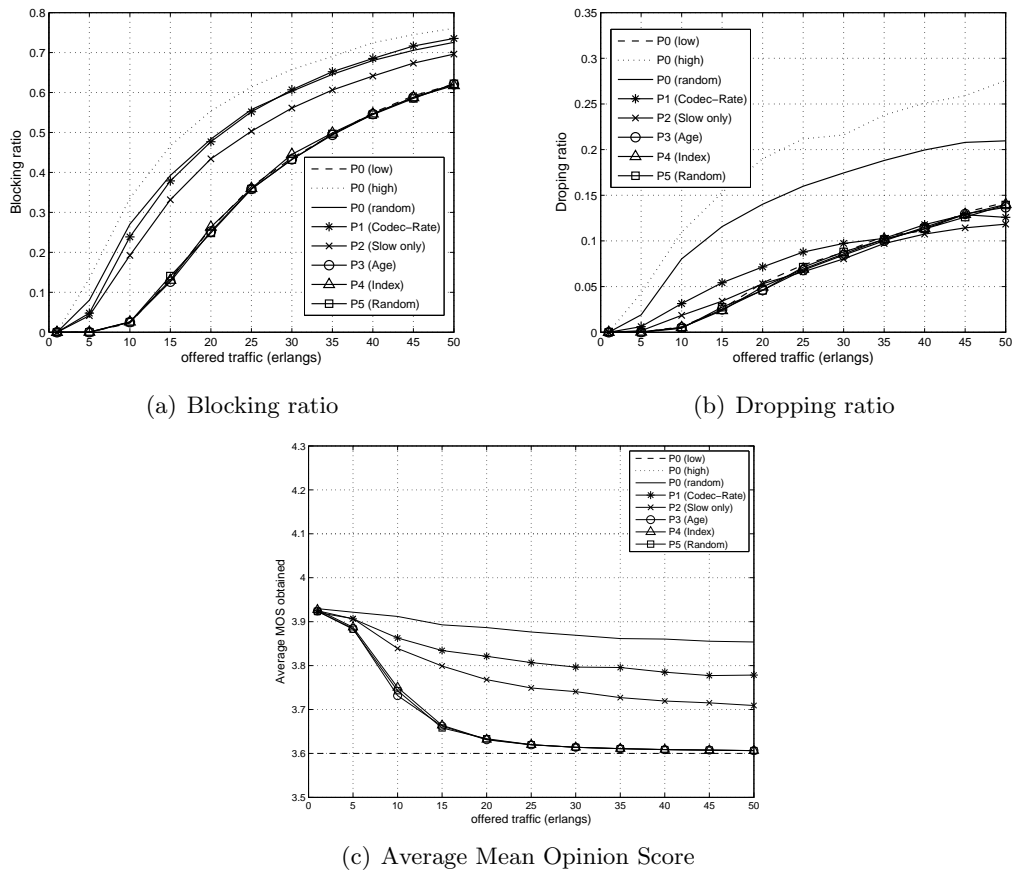 0.8
0.7
0.6
0.5
0.4
0.3
0.2
0.1
0
Blocking ratio
0 5 10 15 20 25 30 35 40 45 50
offered traffic (erlangs)
P0 (low)
P0 (high)
P0 (random)
P1 (Codec−Rate)
P2 (Slow only)
P3 (Age)
P4 (Index)
P5 (Random)
(a) Blocking ratio
0.35
0.3
0.25
0.2
0.15
0.1
0.05
0
Droping ratio
0 5 10 15 20 25 30 35 40 45 50
offered traffic (erlangs)
P0 (low)
P0 (high)
P0 (random)
P1 (Codec−Rate)
P2 (Slow only)
P3 (Age)
P4 (Index)
P5 (Random)
(b) Dropping ratio
4.3
4.2
4.1
4
3.9
3.8
3.7
3.6
3.5
Average MOS obtained
0 5 10 15 20 25 30 35 40 45 50
offered traffic (erlangs)
P0 (low)
P0 (high)
P0 (random)
P1 (Codec−Rate)
P2 (Slow only)
P3 (Age)
P4 (Index)
P5 (Random)
(c) Average Mean Opinion Score